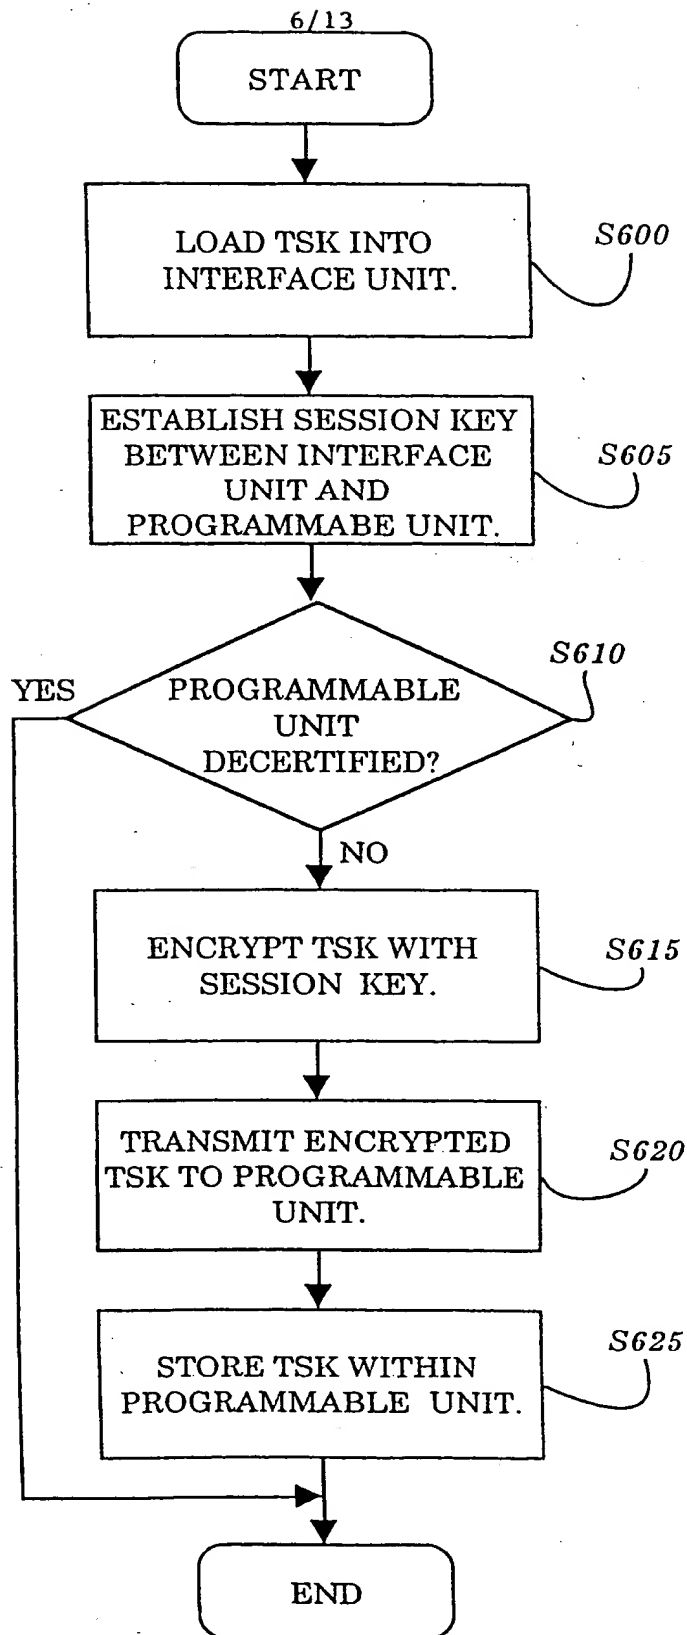 6/13
START
LOAD TSK INTO
INTERFACE UNIT.
S600
ESTABLISH SESSION KEY
BETWEEN INTERFACE
UNIT AND
PROGRAMMABE UNIT.
S605
PROGRAMMABLE
UNIT
DECERTIFIED?
S610
YES
NO
ENCRYPT TSK WITH
SESSION KEY.
S615
TRANSMIT ENCRYPTED
TSK TO PROGRAMMABLE
UNIT.
S620
STORE TSK WITHIN
PROGRAMMABLE UNIT.
S625
END